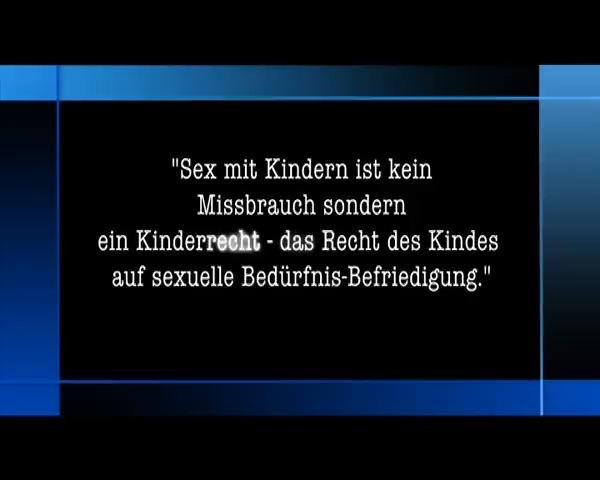 "Sex mit Kindern ist kein
Missbrauch sondern
ein Kinderrecht - das Recht des Kindes
auf sexuelle Bedürfnis-Befriedigung."